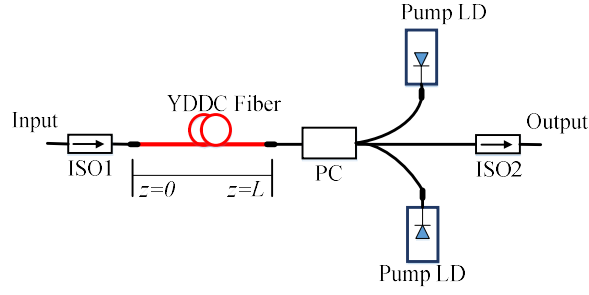 Pump LD
YDDC Fiber
Input
Output
ISO1
PC
ISO2
z=0
z=L
Pump LD